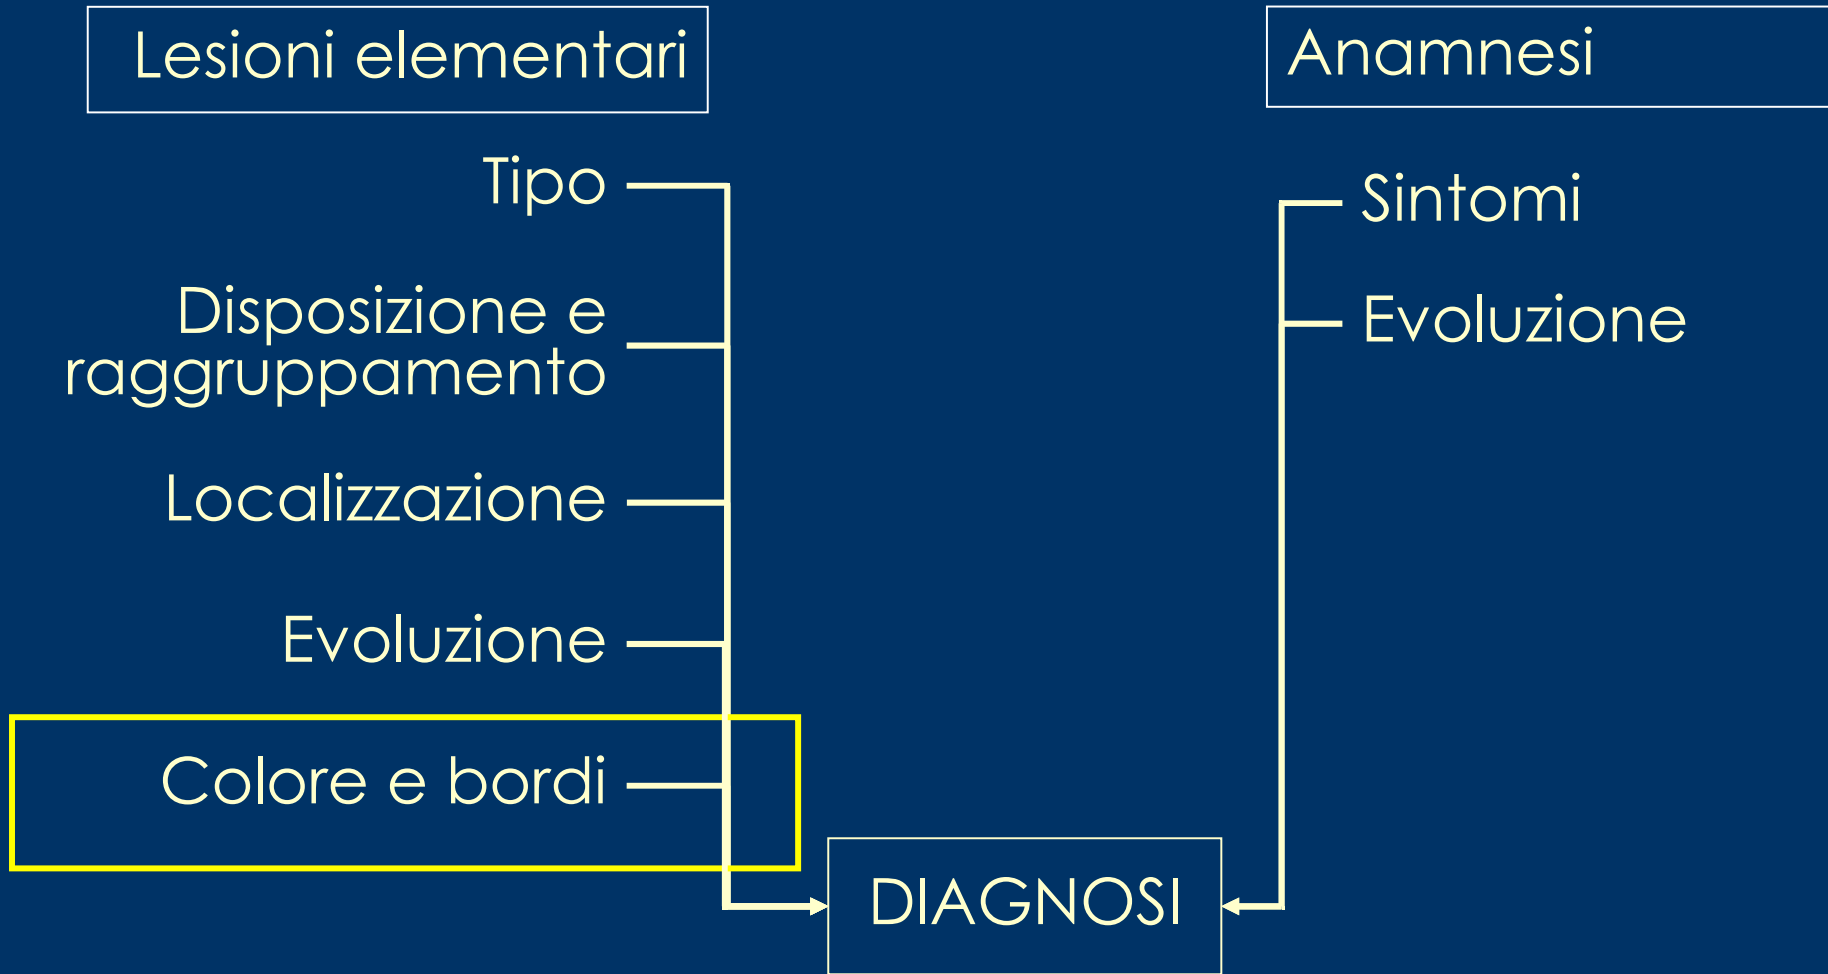 Lesioni elementari
Tipo
Disposizione e
raggruppamento
Localizzazione
Evoluzione
Colore e bordi
Anamnesi
Sintomi
Evoluzione
DIAGNOSI